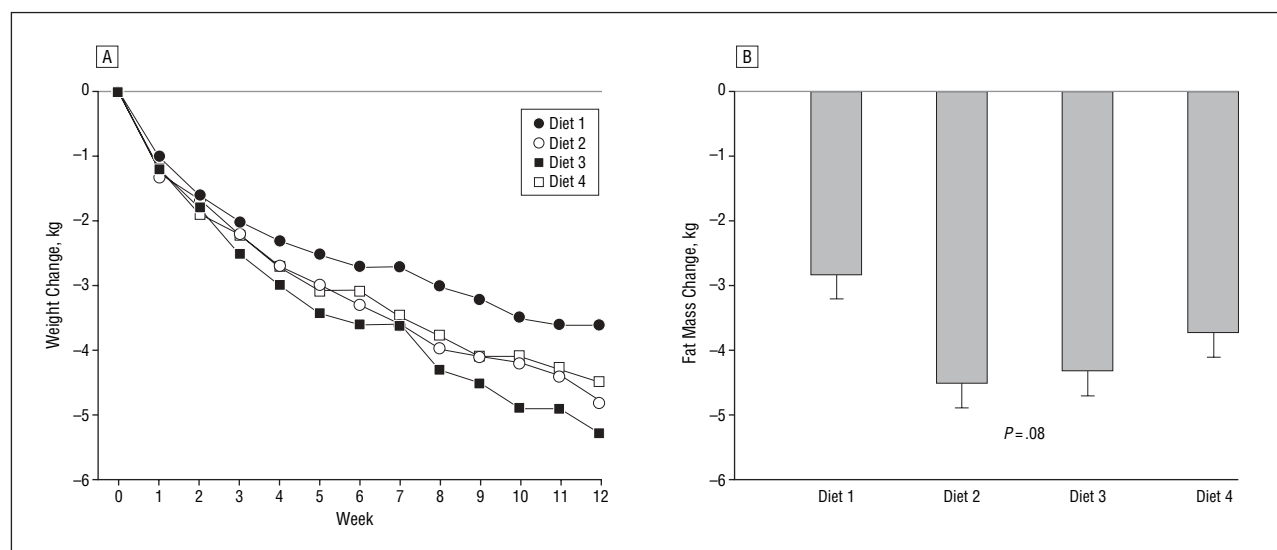 A
0
–1
–2
–3
–4
–5
–6
Weight Change, kg
Diet 1
Diet 2
Diet 3
Diet 4
0 1 2 3 4 5 6 7 8 9 10 11 12
Week
B
0
–1
–2
–3
–4
–5
–6
Fat Mass Change, kg
P = .08
Diet 1 Diet 2 Diet 3 Diet 4